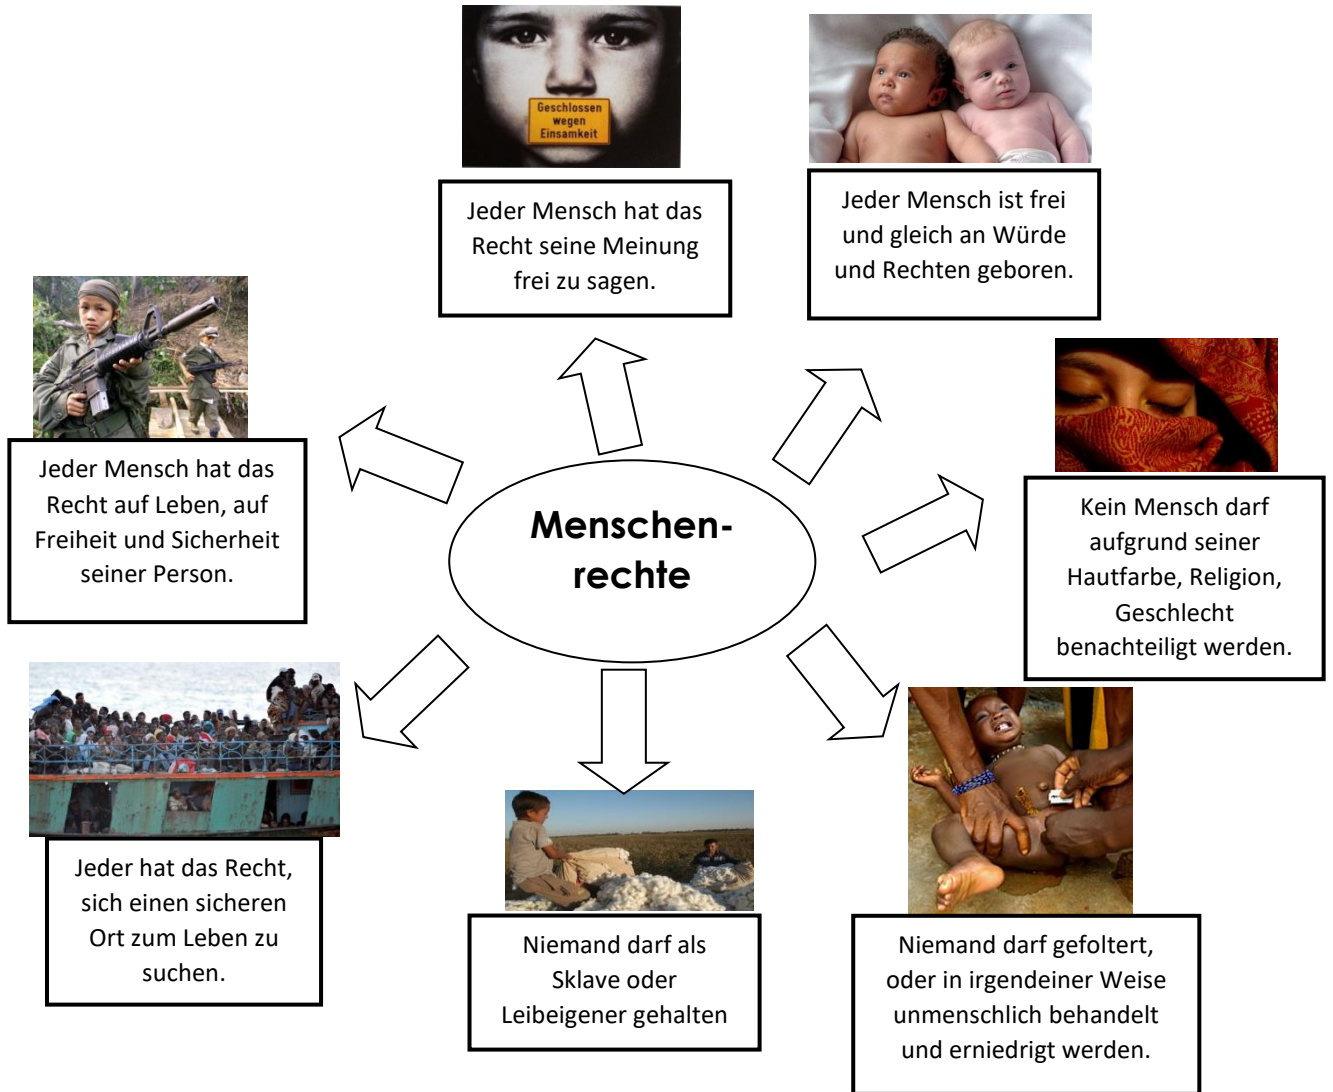 Geschlossen
wegen
Einsamkeit
Jeder Mensch hat das
Recht seine Meinung
frei zu sagen.
Jeder Mensch ist frei
und gleich an Würde
und Rechten geboren.
Jeder Mensch hat das
Recht auf Leben, auf
Freiheit und Sicherheit
seiner Person.
Menschen-
rechte
Kein Mensch darf
aufgrund seiner
Hautfarbe, Religion,
Geschlecht
benachteiligt werden.
Jeder hat das Recht,
sich einen sicheren
Ort zum Leben zu
suchen.
Niemand darf als
Sklave oder
Leibeigener gehalten
Niemand darf gefoltert,
oder in irgendeiner Weise
unmenschlich behandelt
und erniedrigt werden.